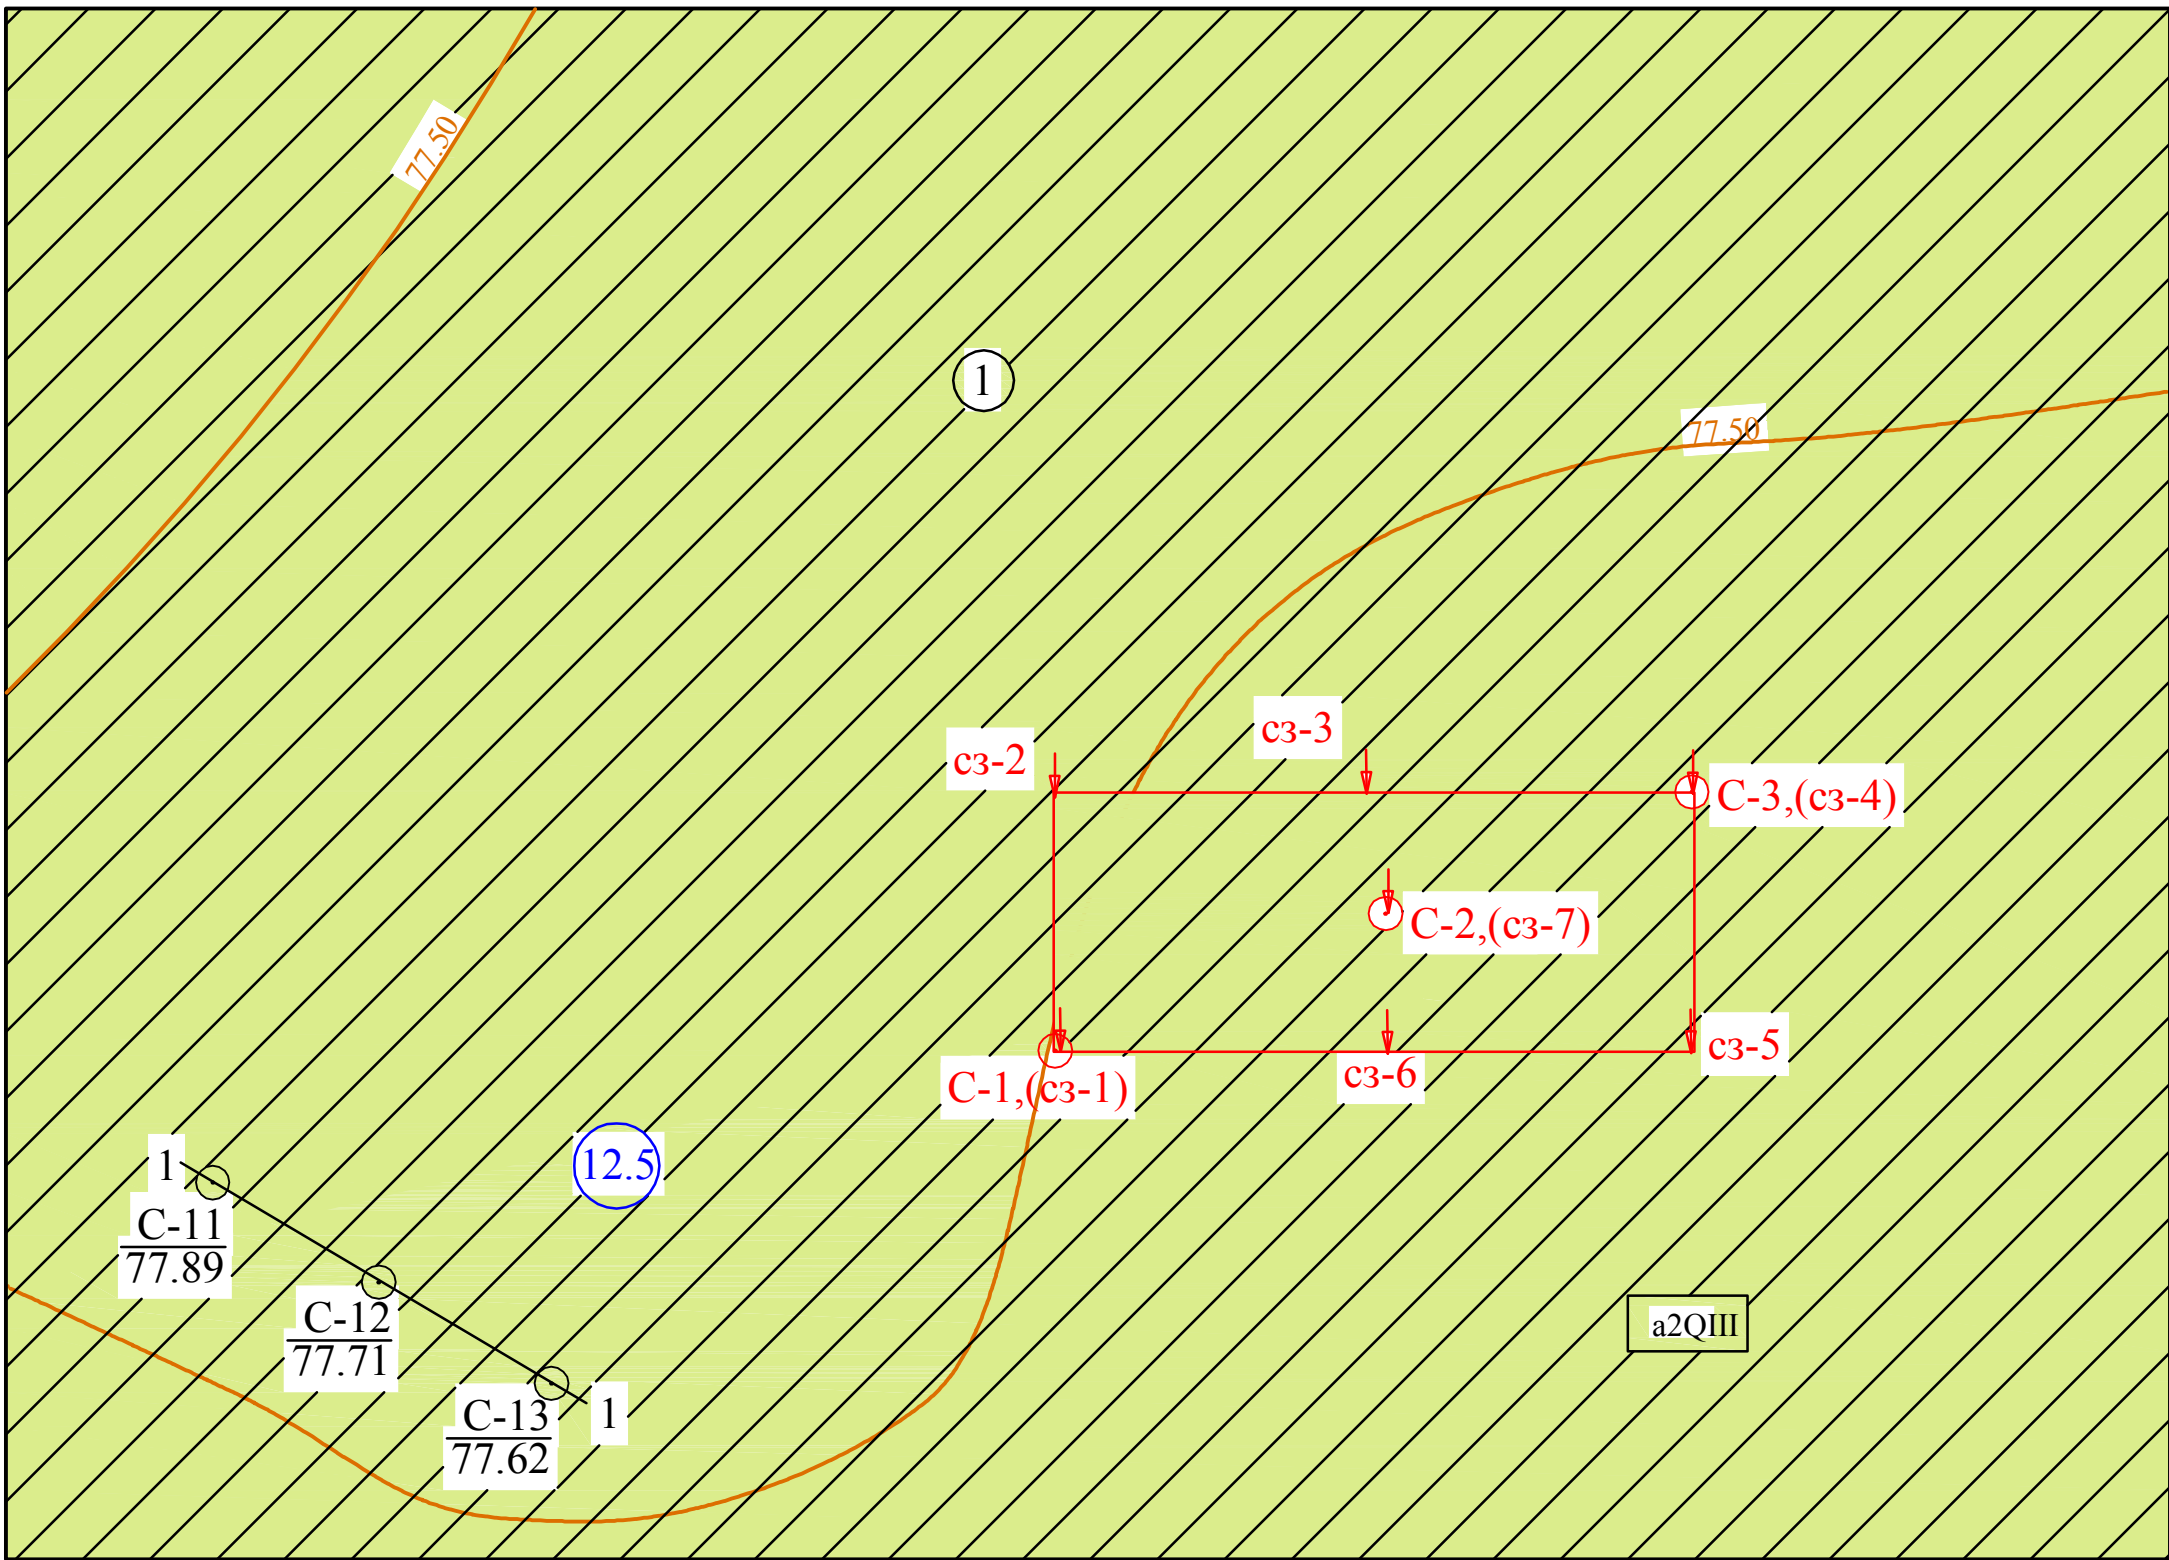 77.50
1
77.50
сз-2
сз-3
С-3,(сз-4)
С-2,(сз-7)
С-1,(сз-1)
сз-6
сз-5
12.5
1
С-11
77.89
С-12
77.71
С-13
77.62
1
a2QIII